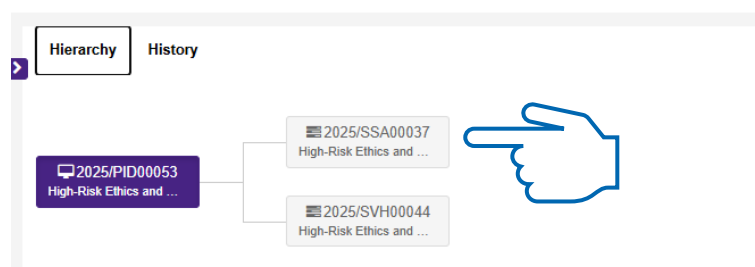 Hierarchy History
2025/SSA00037
High-Risk Ethics and ...
2025/PID00053
High-Risk Ethics and ...
2025/SVH00044
High-Risk Ethics and ...